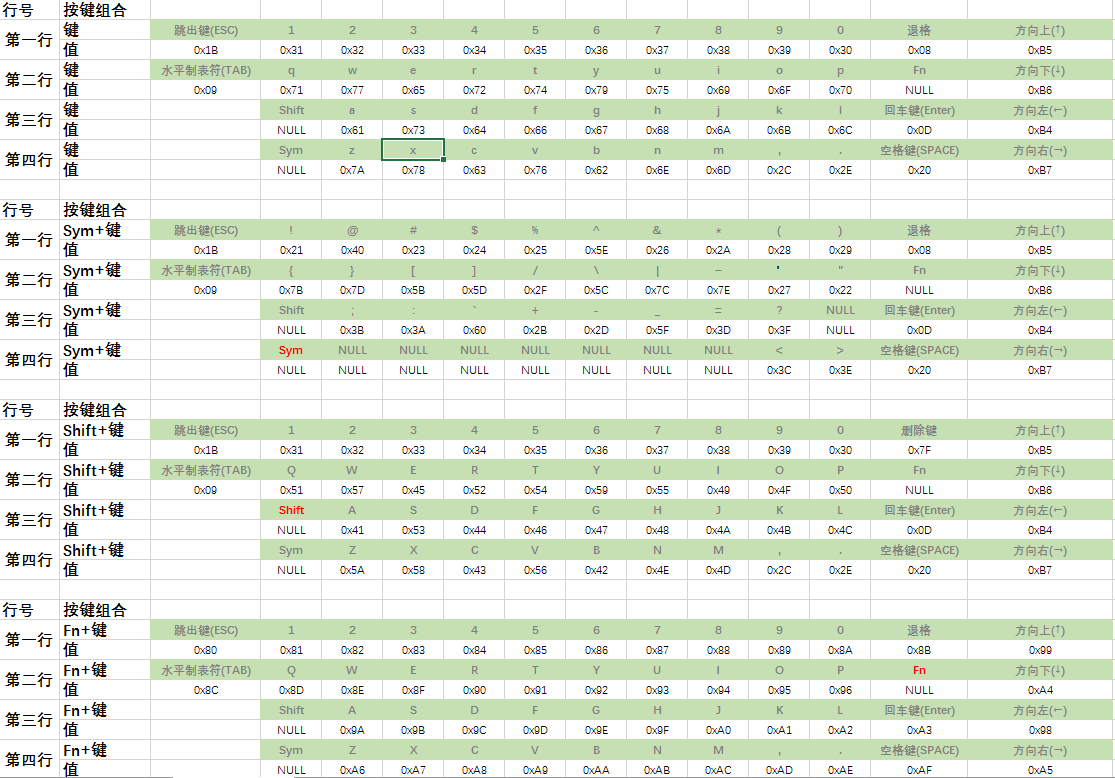 行号 按键组合
第一行 键 跳出键(ESC) 1 2 3 4 5 6 7 8 9 0 退格 方向上(↑)
值 0x1B 0x31 0x32 0x33 0x34 0x35 0x36 0x37 0x38 0x39 0x30 0x08 0xB5
第二行 键 水平制表符(TAB) q w e r t y u i o p Fn 方向下(↓)
值 0x09 0x71 0x77 0x65 0x72 0x74 0x79 0x75 0x69 0x6F 0x70 NULL 0xB6
第三行 键 Shift a s d f g h j k l 回车键(Enter) 方向左(←)
值 NULL 0x61 0x73 0x64 0x66 0x67 0x68 0x6A 0x6B 0x6C 0x0D 0xB4
第四行 键 Sym z x c v b n m , . 空格键(SPACE) 方向右(→)
值 NULL 0x7A 0x78 0x63 0x76 0x62 0x6E 0x6D 0x2C 0x2E 0x20 0xB7
行号 按键组合
第一行 Sym+键 跳出键(ESC) ! @ # $ % ^ & * ( ) 退格 方向上(↑)
值 0x1B 0x21 0x40 0x23 0x24 0x25 0x5E 0x26 0x2A 0x28 0x29 0x08 0xB5
第二行 Sym+键 水平制表符(TAB) { } [ ] / \ | ~ ' " Fn 方向下(↓)
值 0x09 0x7B 0x7D 0x5B 0x5D 0x2F 0x5C 0x7C 0x7E 0x27 0x22 NULL 0xB6
第三行 Sym+键 Shift ; : ` + - _ = ? NULL 回车键(Enter) 方向左(←)
值 NULL 0x3B 0x3A 0x60 0x2B 0x2D 0x5F 0x3D 0x3F NULL 0x0D 0xB4
第四行 Sym+键 Sym NULL NULL NULL NULL NULL NULL NULL < > 空格键(SPACE) 方向右(→)
值 NULL NULL NULL NULL NULL NULL NULL NULL 0x3C 0x3E 0x20 0xB7
行号 按键组合
第一行 Shift+键 跳出键(ESC) 1 2 3 4 5 6 7 8 9 0 删除键 方向上(↑)
值 0x1B 0x31 0x32 0x33 0x34 0x35 0x36 0x37 0x38 0x39 0x30 0x7F 0xB5
第二行 Shift+键 水平制表符(TAB) Q W E R T Y U I O P Fn 方向下(↓)
值 0x09 0x51 0x57 0x45 0x52 0x54 0x59 0x55 0x49 0x4F 0x50 NULL 0xB6
第三行 Shift+键 Shift A S D F G H J K L 回车键(Enter) 方向左(←)
值 NULL 0x41 0x53 0x44 0x46 0x47 0x48 0x4A 0x4B 0x4C 0x0D 0xB4
第四行 Shift+键 Sym Z X C V B N M , . 空格键(SPACE) 方向右(→)
值 NULL 0x5A 0x58 0x43 0x56 0x42 0x4E 0x4D 0x2C 0x2E 0x20 0xB7
行号 按键组合
第一行 Fn+键 跳出键(ESC) 1 2 3 4 5 6 7 8 9 0 退格 方向上(↑)
值 0x80 0x81 0x82 0x83 0x84 0x85 0x86 0x87 0x88 0x89 0x8A 0x8B 0x99
第二行 Fn+键 水平制表符(TAB) Q W E R T Y U I O P Fn 方向下(↓)
值 0x8C 0x8D 0x8E 0x8F 0x90 0x91 0x92 0x93 0x94 0x95 0x96 NULL 0xA4
第三行 Fn+键 Shift A S D F G H J K L 回车键(Enter) 方向左(←)
值 NULL 0x9A 0x9B 0x9C 0x9D 0x9E 0x9F 0xA0 0xA1 0xA2 0xA3 0x98
第四行 Fn+键 Sym Z X C V B N M , . 空格键(SPACE) 方向右(→)
值 NULL 0xA6 0xA7 0xA8 0xA9 0xAA 0xAB 0xAC 0xAD 0xAE 0xAF 0xA5